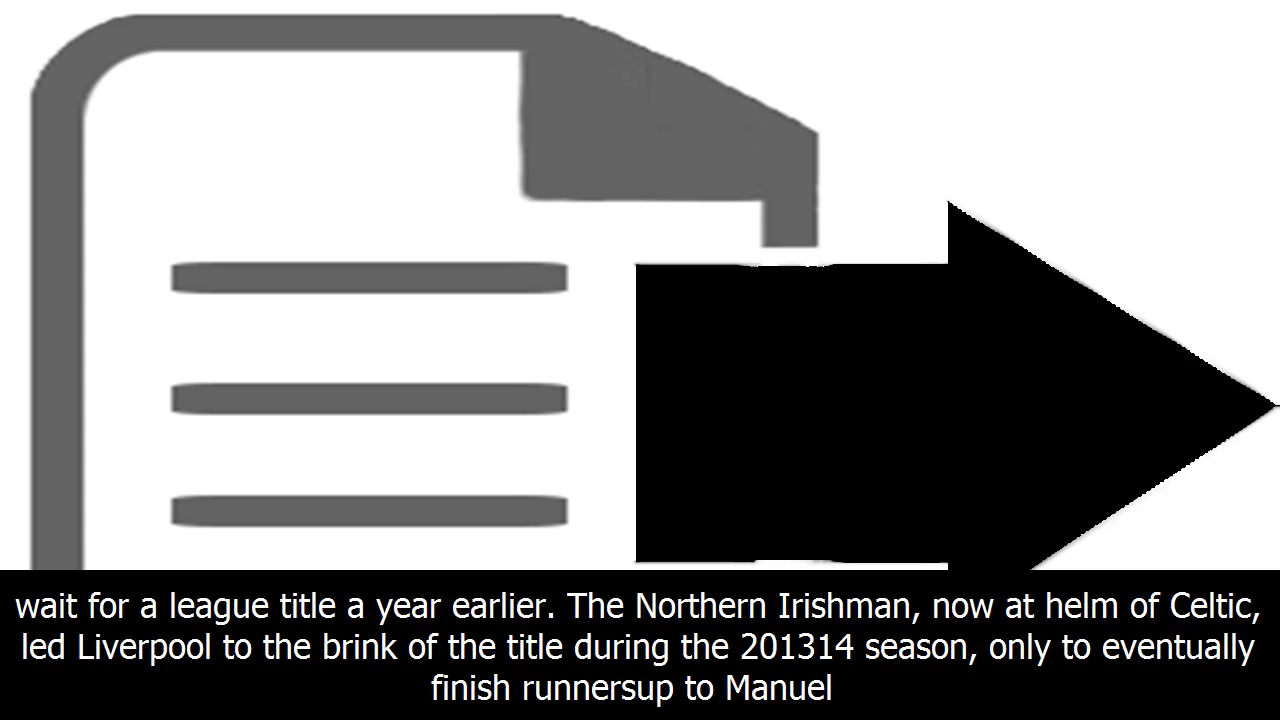 wait for a league title a year earlier. The Northern Irishman, now at helm of Celtic,
led Liverpool to the brink of the title during the 201314 season, only to eventually
finish runnersup to Manuel